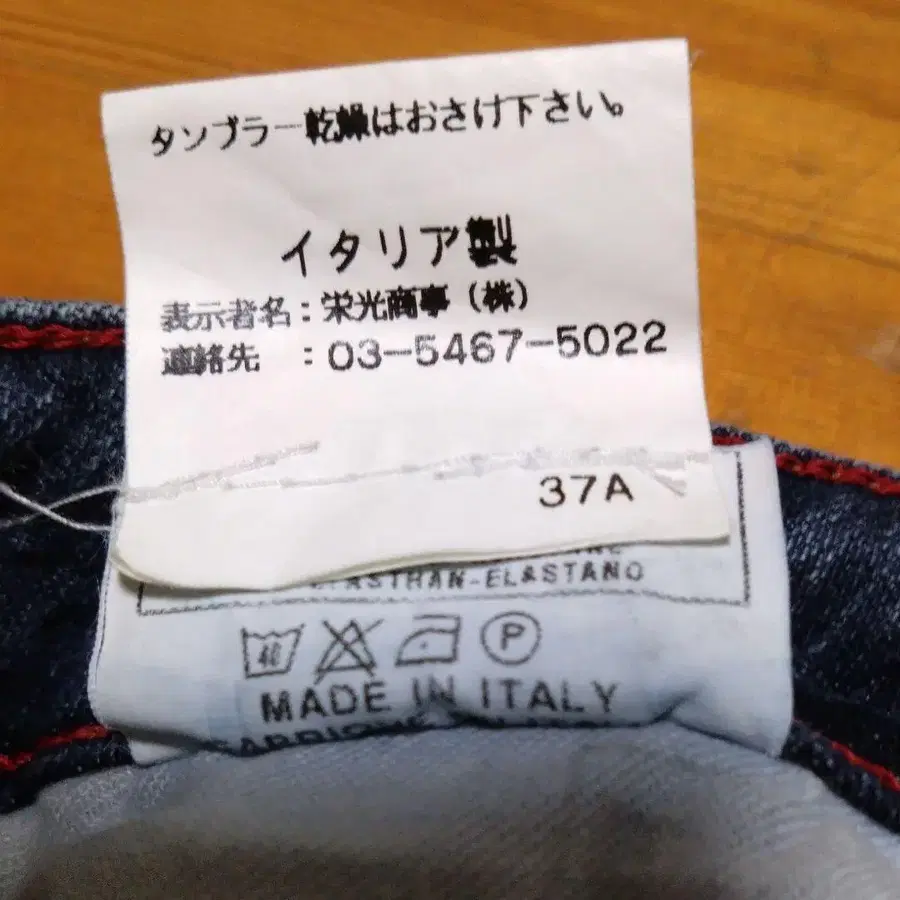 タンブラー乾燥はおさけ下さい。
イタリア製
表示者名：栄光商事（株）
連絡先　：03-5467-5022
37A
ELASTHAN-ELASTANO
40
P
MADE IN ITALY